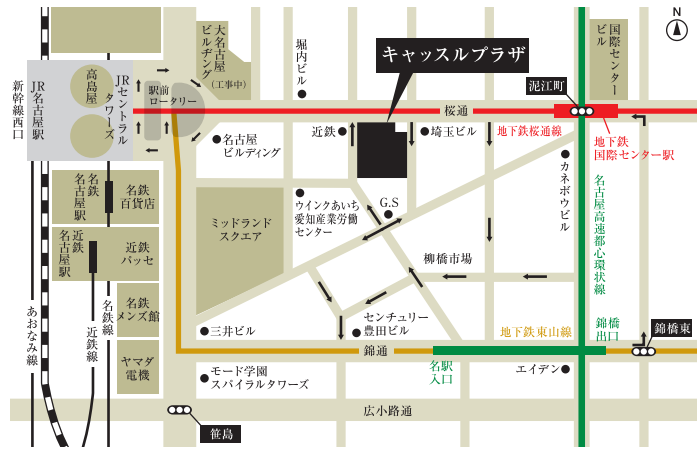 N
大名古屋
ビルヂング
(工事中)
堀内ビル
キャッスルプラザ
国際センター
ビル
泥江町
新幹線西口
JR名古屋駅
高島屋
JRセントラル
タワーズ
駅前
ロータリー
桜通
名古屋
ビルディング
近鉄
埼玉ビル
地下鉄桜通線
地下鉄
国際センター駅
カネボウビル
名古屋高速都心環状線
名鉄
名古屋駅
名鉄
百貨店
ミッドランド
スクエア
ウインクあいち
愛知産業労働
センター
G.S
近鉄
名古屋駅
近鉄
パッセ
柳橋市場
あおなみ線
近鉄線
名鉄線
名鉄
メンズ館
三井ビル
センチュリー
豊田ビル
地下鉄東山線
錦橋
出口
錦橋東
ヤマダ
電機
錦通
名駅
入口
モード学園
スパイラルタワーズ
エイデン
広小路通
笹島